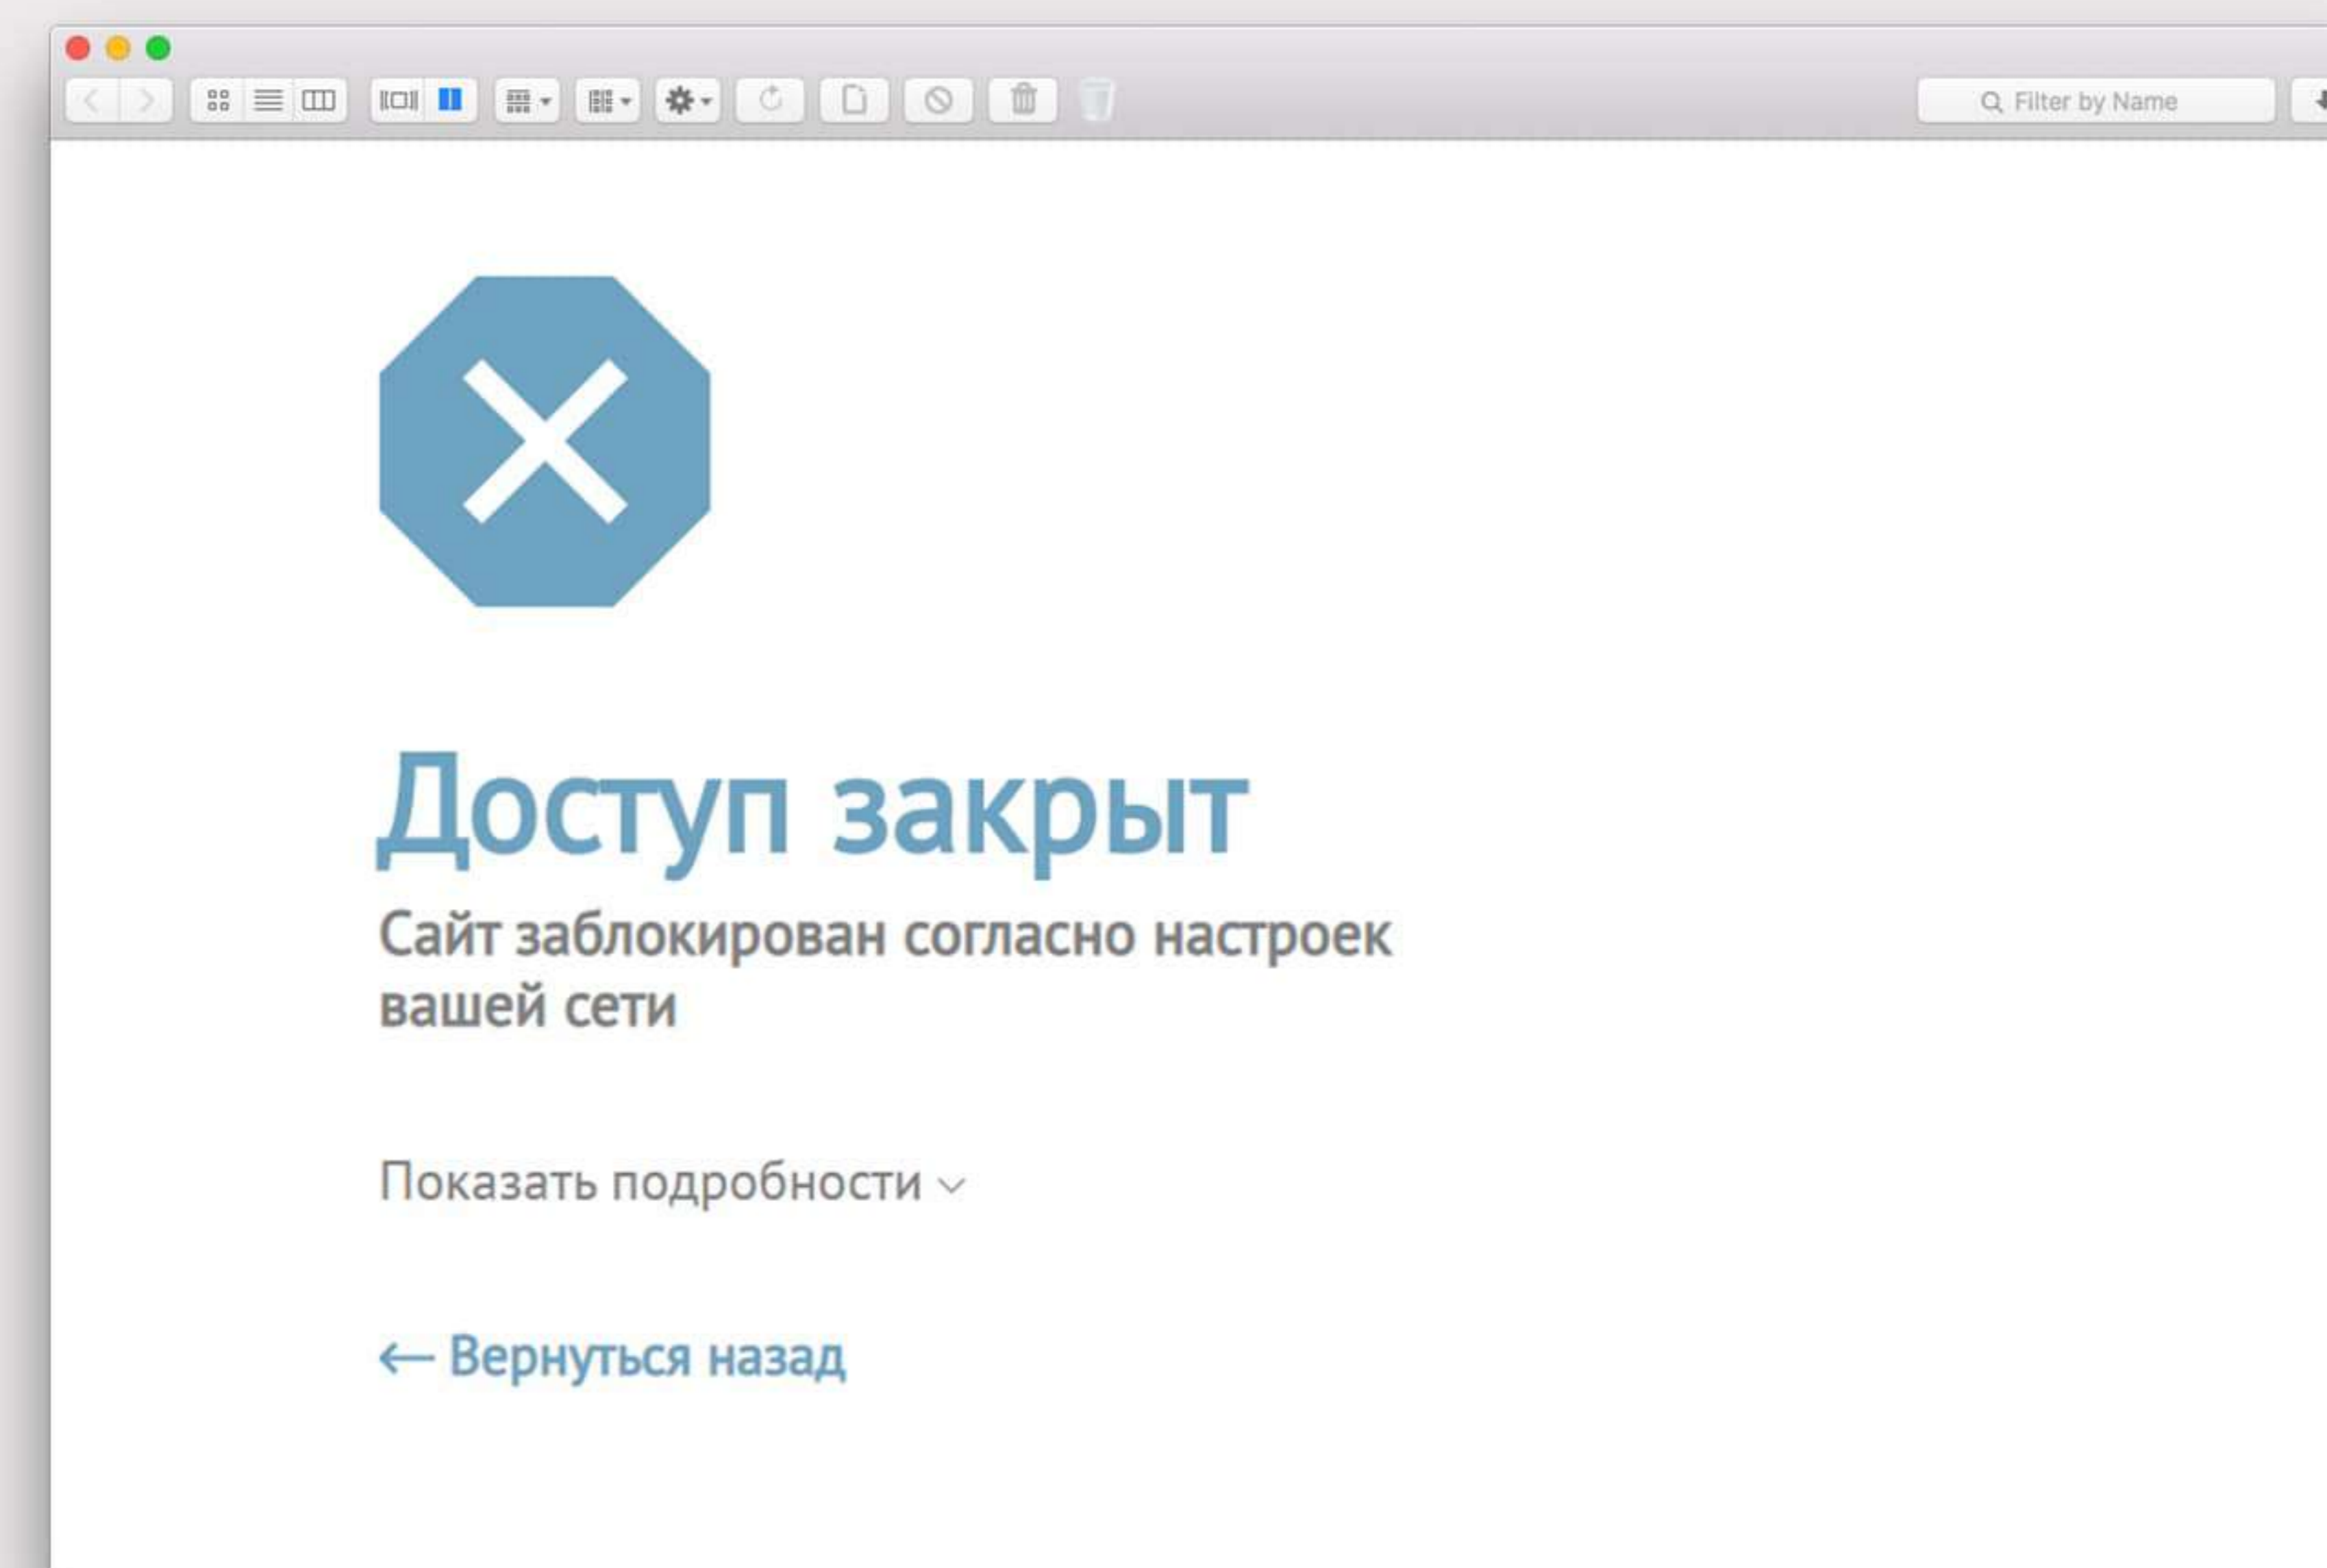 Filter by Name
Доступ закрыт
Сайт заблокирован согласно настроек
вашей сети
Показать подробности
← Вернуться назад